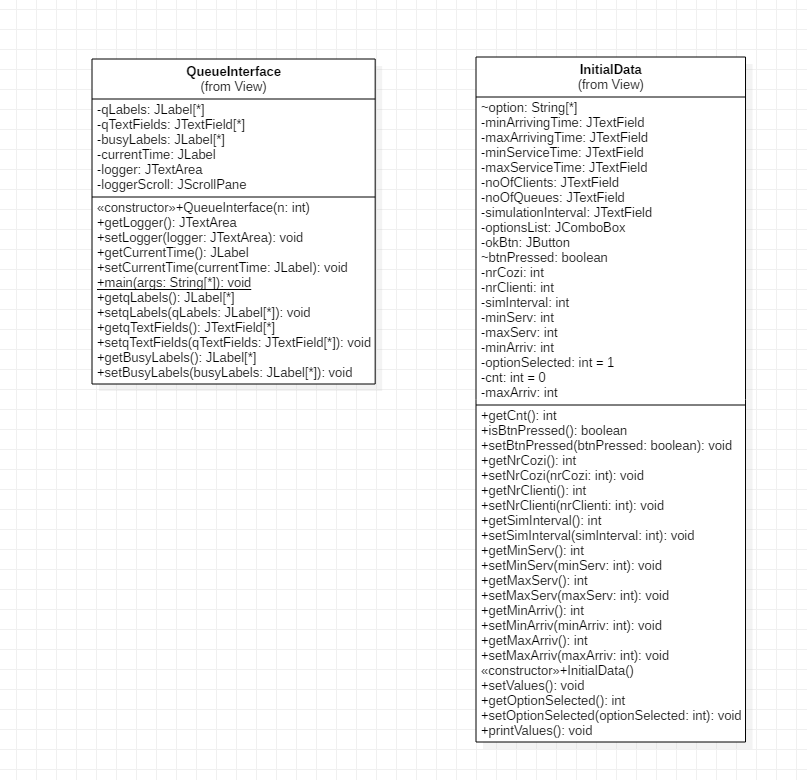 QueueInterface
(from View)
-qLabels: JLabel[*]
-qTextFields: JTextField[*]
-busyLabels: JLabel[*]
-currentTime: JLabel
-logger: JTextArea
-loggerScroll: JScrollPane
«constructor»+QueueInterface(n: int)
+getLogger(): JTextArea
+setLogger(logger: JTextArea): void
+getCurrentTime(): JLabel
+setCurrentTime(currentTime: JLabel): void
+main(args: String[*]): void
+getqLabels(): JLabel[*]
+setqLabels(qLabels: JLabel[*]): void
+getqTextFields(): JTextField[*]
+setqTextFields(qTextFields: JTextField[*]): void
+getBusyLabels(): JLabel[*]
+setBusyLabels(busyLabels: JLabel[*]): void
InitialData
(from View)
~option: String[*]
-minArrivingTime: JTextField
-maxArrivingTime: JTextField
-minServiceTime: JTextField
-maxServiceTime: JTextField
-noOfClients: JTextField
-noOfQueues: JTextField
-simulationInterval: JTextField
-optionsList: JComboBox
-okBtn: JButton
~btnPressed: boolean
-nrCozi: int
-nrClienti: int
-simInterval: int
-minServ: int
-maxServ: int
-minArriv: int
-optionSelected: int = 1
-cnt: int = 0
-maxArriv: int
+getCnt(): int
+isBtnPressed(): boolean
+setBtnPressed(btnPressed: boolean): void
+getNrCozi(): int
+setNrCozi(nrCozi: int): void
+getNrClienti(): int
+setNrClienti(nrClienti: int): void
+getSimInterval(): int
+setSimInterval(simInterval: int): void
+getMinServ(): int
+setMinServ(minServ: int): void
+getMaxServ(): int
+setMaxServ(maxServ: int): void
+getMinArriv(): int
+setMinArriv(minArriv: int): void
+getMaxArriv(): int
+setMaxArriv(maxArriv: int): void
«constructor»+InitialData()
+setValues(): void
+getOptionSelected(): int
+setOptionSelected(optionSelected: int): void
+printValues(): void